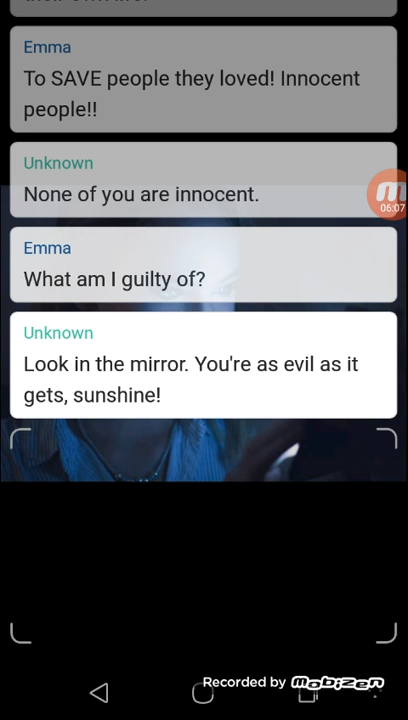 Emma
To SAVE people they loved! Innocent
people!!
Unknown
None of you are innocent.
06:07
Emma
What am I guilty of?
Unknown
Look in the mirror. You're as evil as it
gets, sunshine!
Recorded by Mobizen